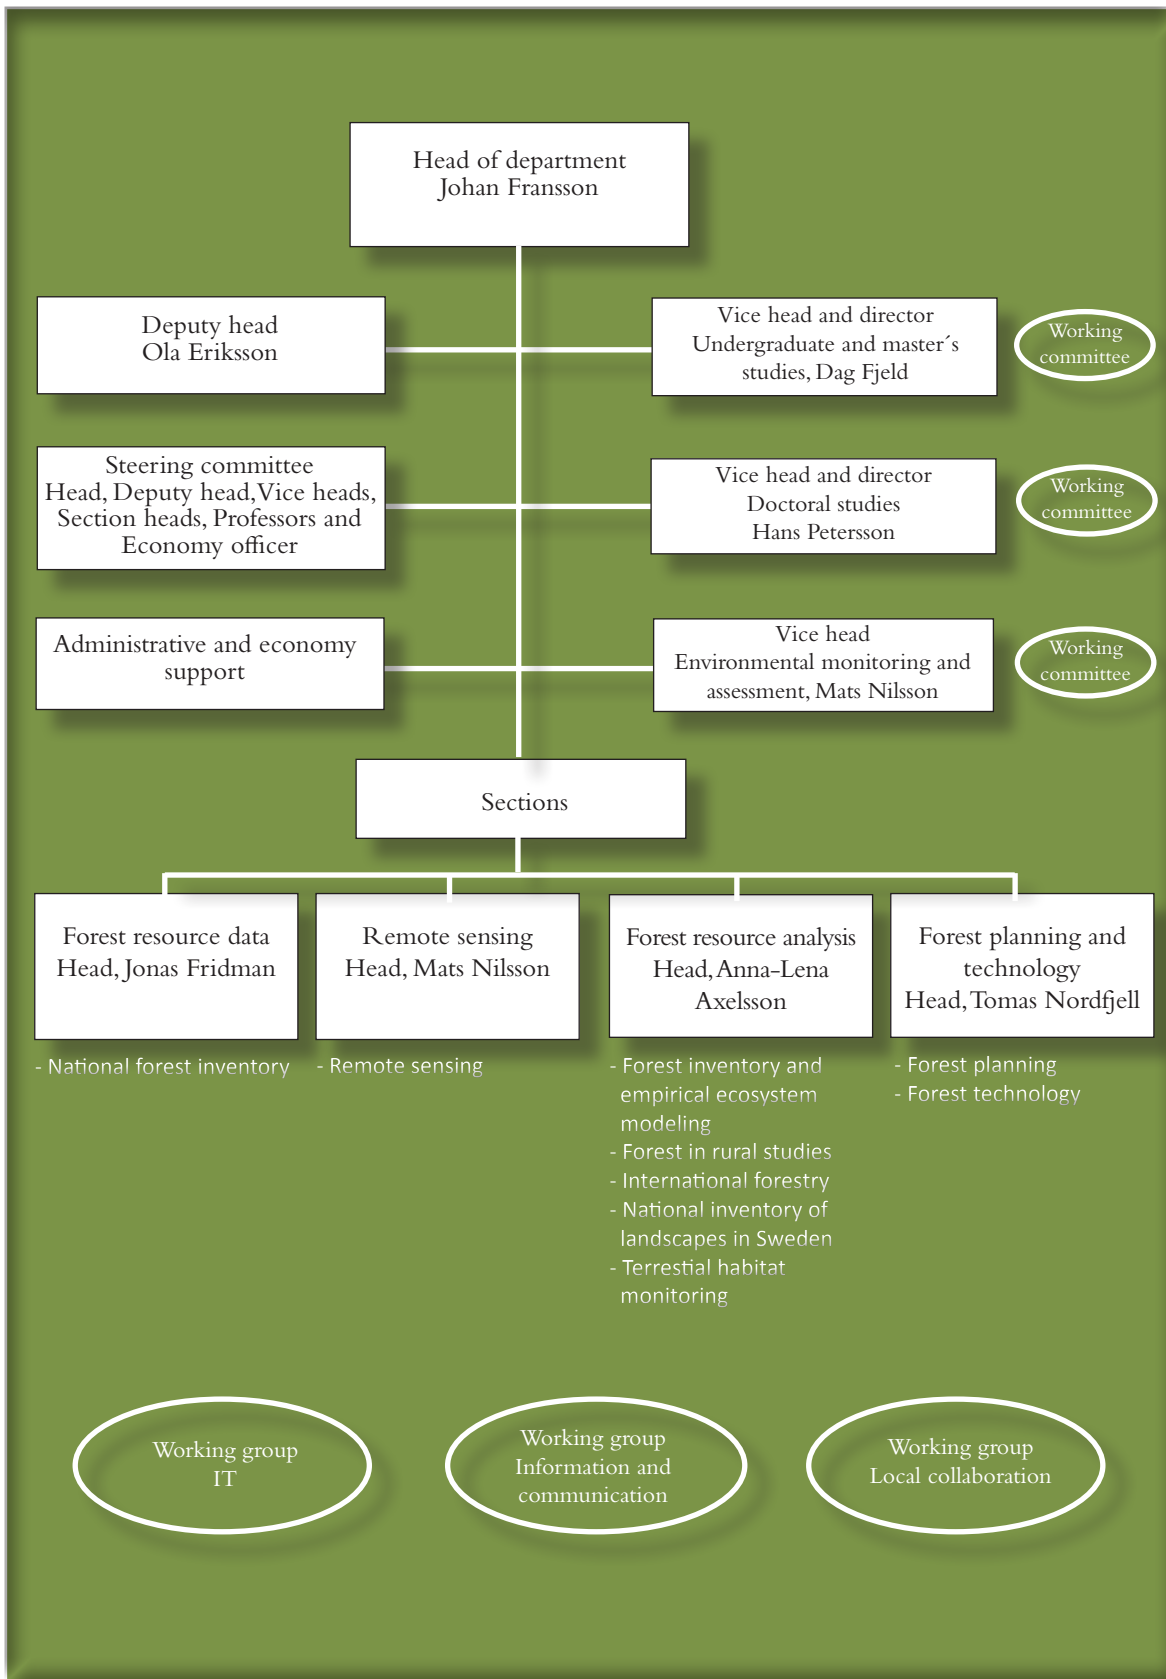 Head of department
Johan Fransson
Deputy head
Ola Eriksson
Vice head and director
Undergraduate and master´s
studies, Dag Fjeld
Working
committee
Steering committee
Head, Deputy head, Vice heads,
Section heads, Professors and
Economy officer
Vice head and director
Doctoral studies
Hans Petersson
Working
committee
Administrative and economy
support
Vice head
Environmental monitoring and
assessment, Mats Nilsson
Working
committee
Sections
Forest resource data
Head, Jonas Fridman
- National forest inventory
Remote sensing
Head, Mats Nilsson
- Remote sensing
Forest resource analysis
Head, Anna-Lena
Axelsson
- Forest inventory and
empirical ecosystem
modeling
- Forest in rural studies
- International forestry
- National inventory of
landscapes in Sweden
- Terrestial habitat
monitoring
Forest planning and
technology
Head, Tomas Nordfjell
- Forest planning
- Forest technology
Working group
IT
Working group
Information and
communication
Working group
Local collaboration